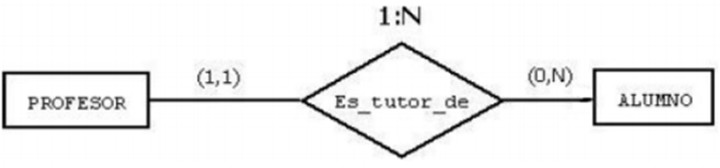 1:N
(1,1)
(0,N)
PROFESOR
Es_tutor_de
ALUMNO